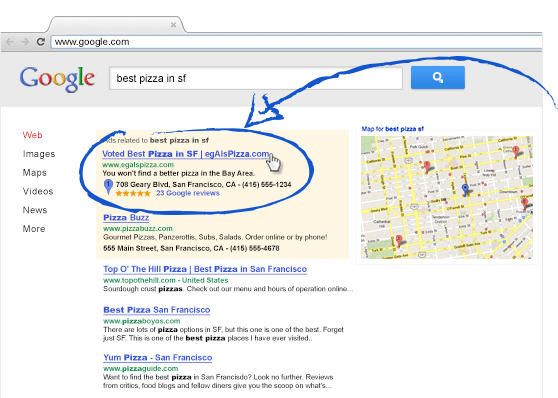 www.google.com
Google
best pizza in sf
Web
Images
Maps
Videos
News
More
Ads related to best pizza in sf
Voted Best Pizza in SF | egAlsPizza.com
www.egalspizza.com
You won't find a better pizza in the Bay Area.
1 708 Geary Blvd, San Francisco, CA - (415) 555-1234
23 Google reviews
Pizza Buzz
www.pizzabuzz.com
Gourmet Pizzas, Panzerottis, Subs, Salads. Order online or by phone!
555 Main Street, San Francisco, CA - (415) 555-4678
Top O' The Hill Pizza | Best Pizza in San Francisco
www.topothehill.com - United States
Sourdough crust pizzas. Check out our menu and hours of operation online...
Best Pizza San Francisco
www.pizzaboyos.com
There are lots of pizza options in SF, but this one is one of the best. Forget
just SF. This is one of the best pizza places I have ever visited..
Yum Pizza - San Francisco
www.pizzaguide.com
Want to find the best pizza in San Francisdo? Look no further. Reviews
from critics, food blogs and fellow diners give you the scoop on what's...
Map for best pizza sf